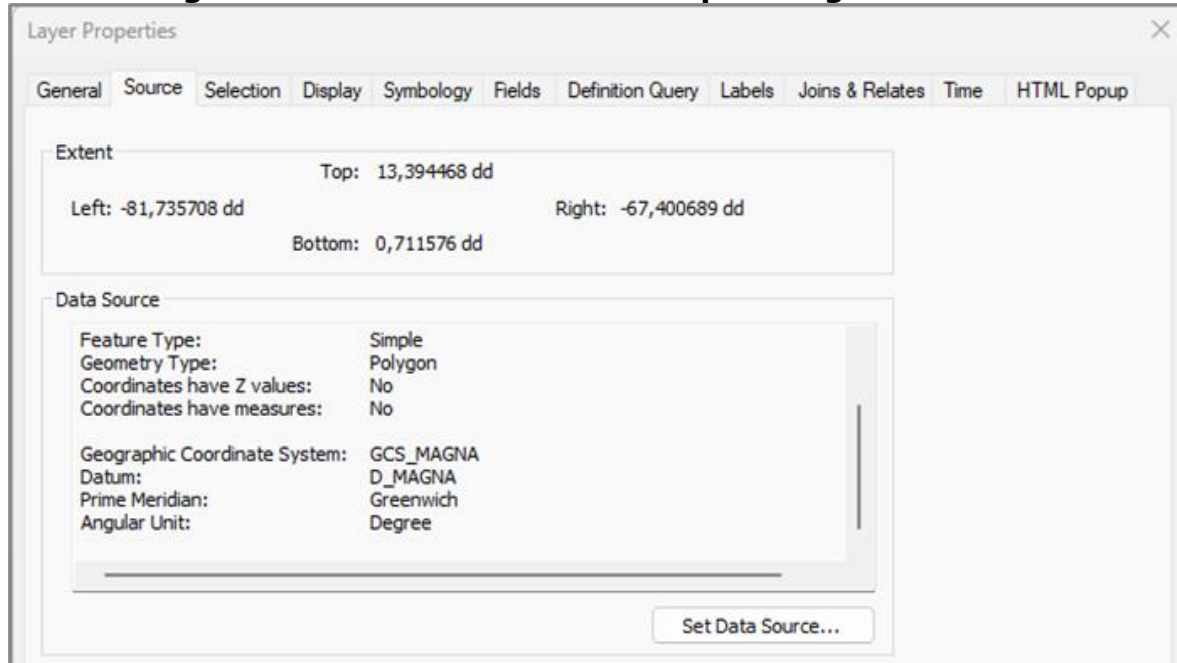 Layer Properties
General Source Selection Display Symbology Fields Definition Query Labels Joins & Relates Time HTML Popup
Extent
Top: 13,394468 dd
Left: -81,735708 dd Right: -67,400689 dd
Bottom: 0,711576 dd
Data Source
Feature Type: Simple
Geometry Type: Polygon
Coordinates have Z values: No
Coordinates have measures: No
Geographic Coordinate System: GCS_MAGNA
Datum: D_MAGNA
Prime Meridian: Greenwich
Angular Unit: Degree
Set Data Source...